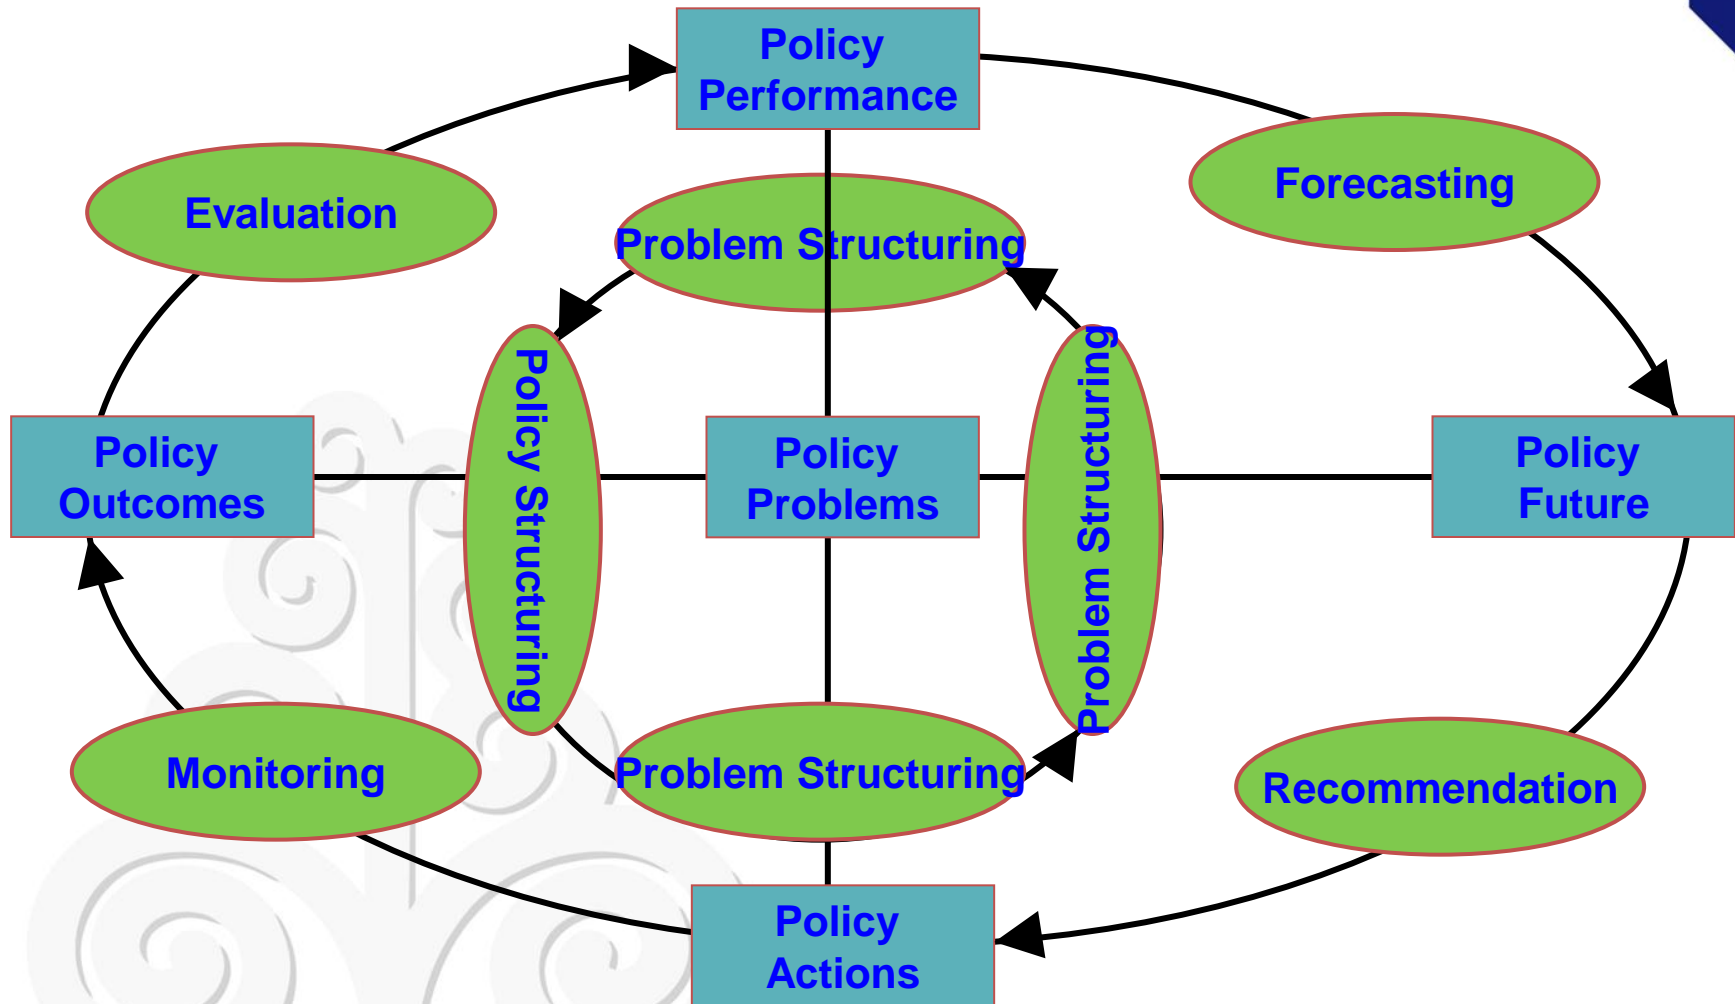 Policy
Performance
Evaluation
Forecasting
Problem Structuring
Policy Structuring
Problem Structuring
Policy
Outcomes
Policy
Problems
Policy
Future
Monitoring
Problem Structuring
Recommendation
Policy
Actions